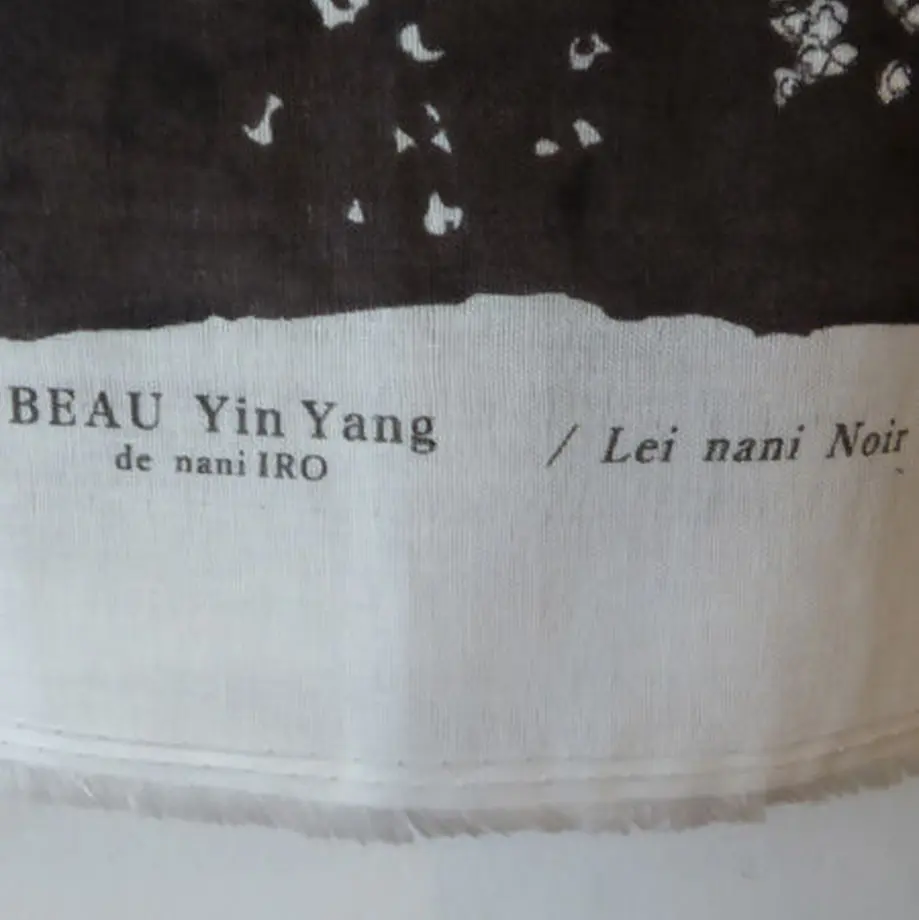 BEAU Yin Yang / Lei nani Noir
de nani IRO